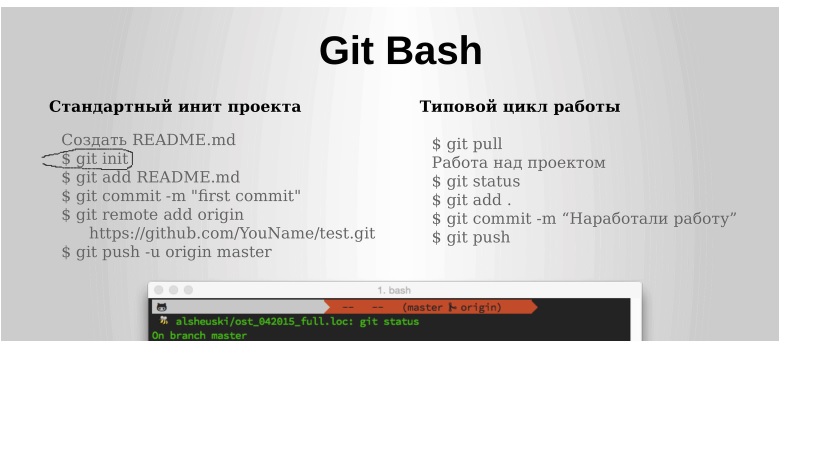 Git Bash
Стандартный инит проекта
Создать README.md
$ git init
$ git add README.md
$ git commit -m "first commit"
$ git remote add origin
https://github.com/YouName/test.git
$ git push -u origin master
Типовой цикл работы
$ git pull
Работа над проектом
$ git status
$ git add .
$ git commit -m “Наработали работу”
$ git push
1. bash
-- -- (master ⊢ origin)
alsheuski/ost_042015_full.loc: git status
On branch master